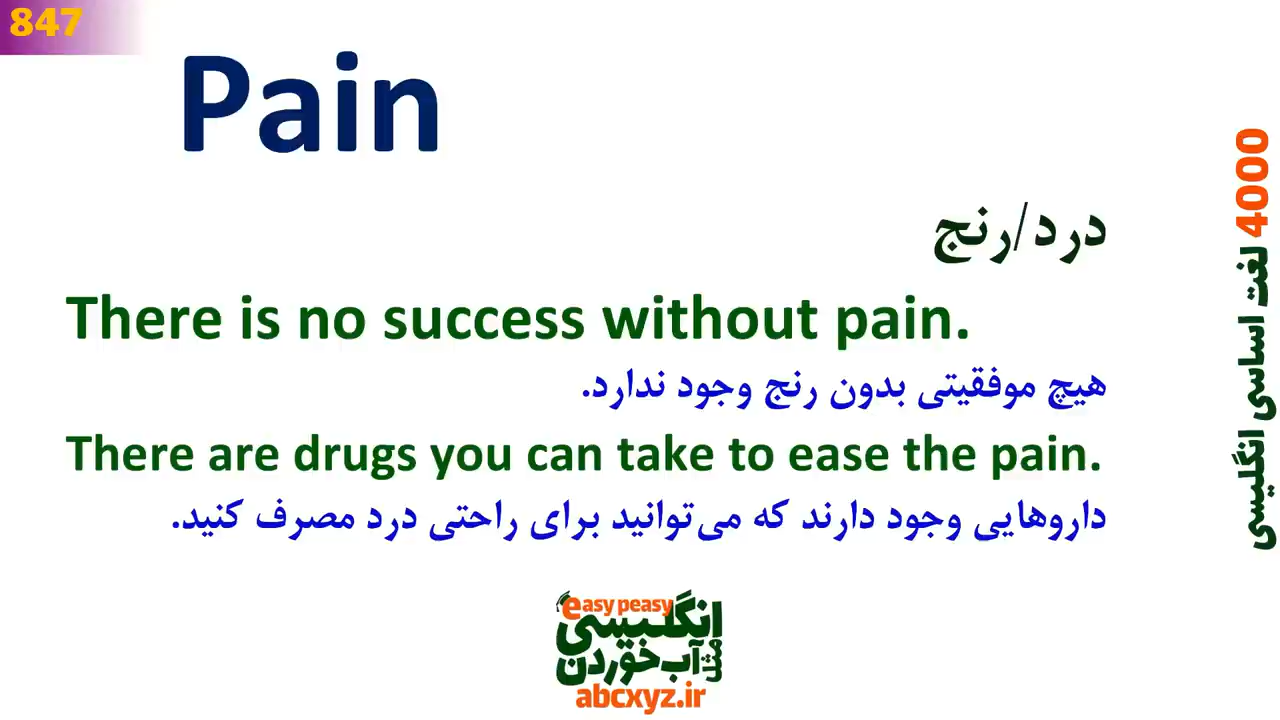 847
Pain
درد/رنج
There is no success without pain.
هیچ موفقیتی بدون رنج وجود ندارد.
There are drugs you can take to ease the pain.
داروهایی وجود دارند که می‌توانید برای راحتی درد مصرف کنید.
4000 لغت اساسی انگلیسی
easy peasy
انگلیسی
مثل آب خوردن
abcxyz.ir